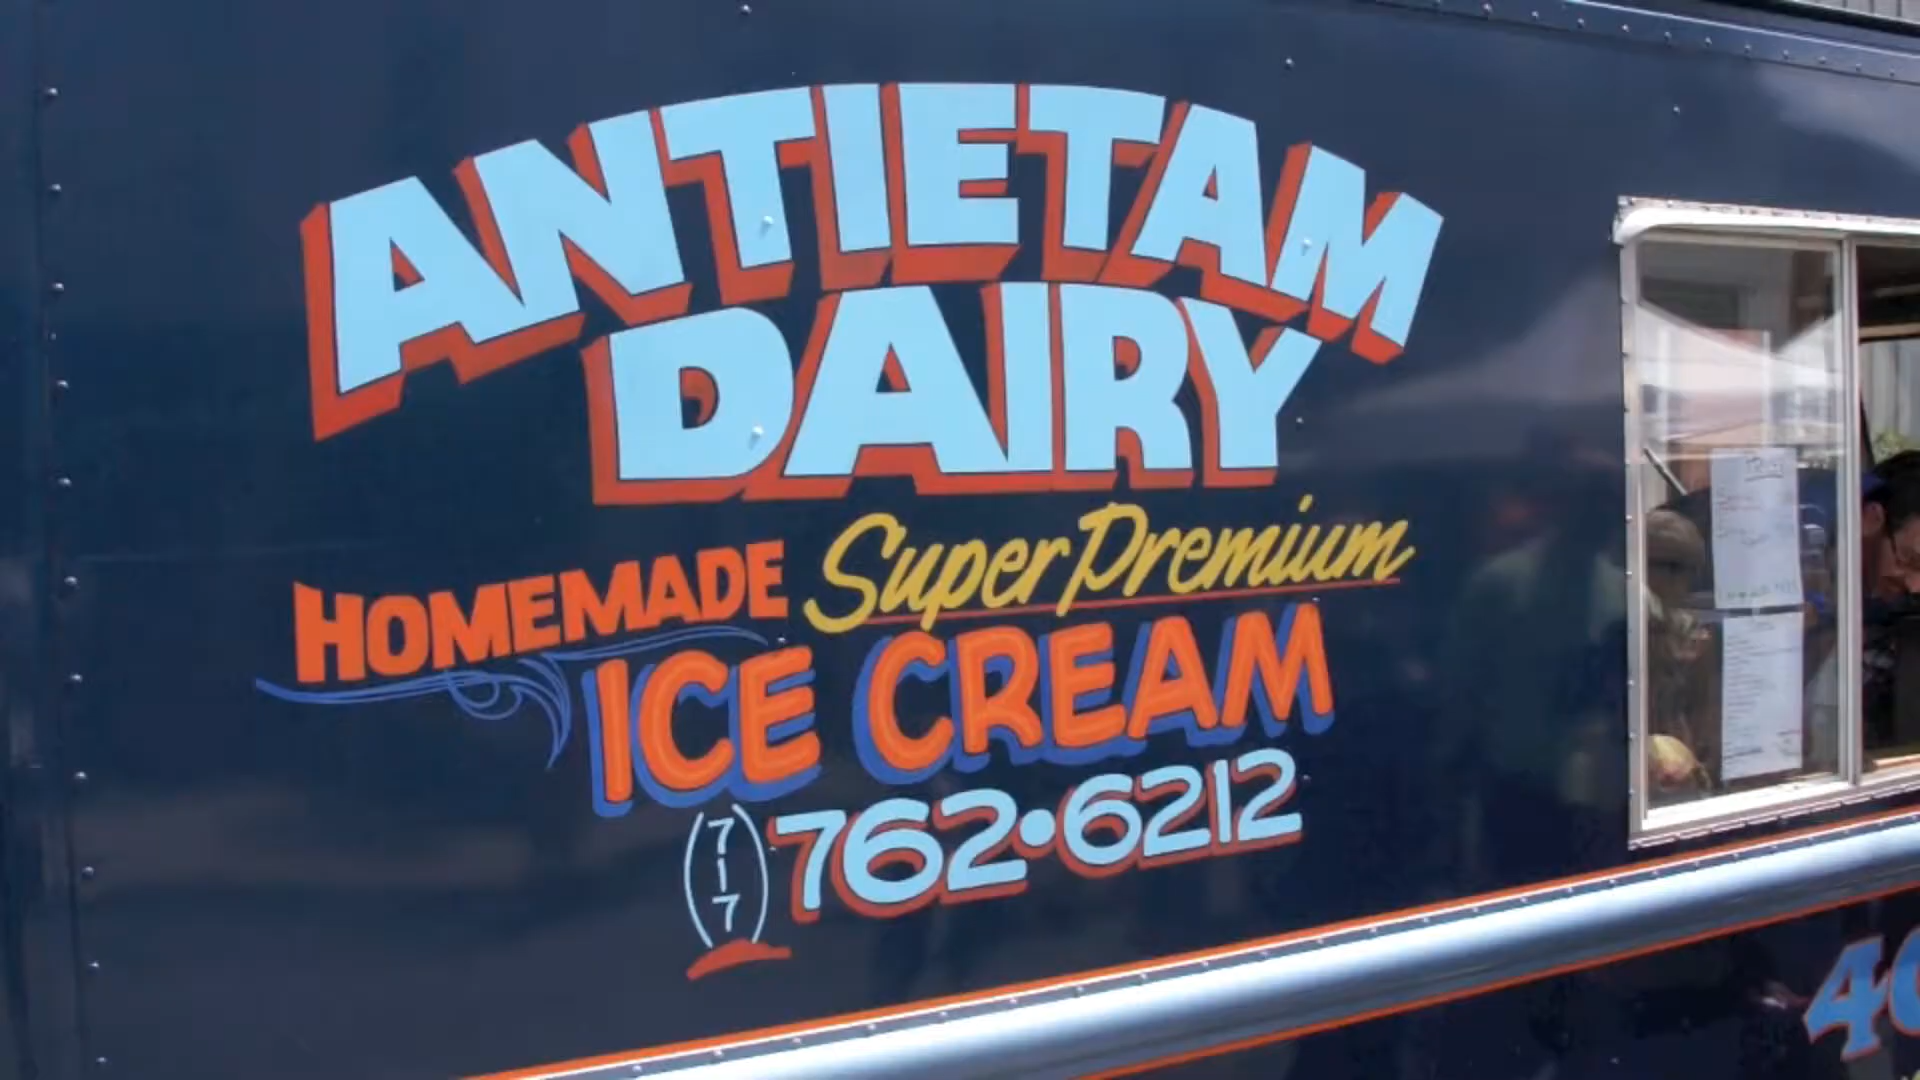 ANTIETAM
DAIRY
HOMEMADE Super Premium
ICE CREAM
(717) 762•6212